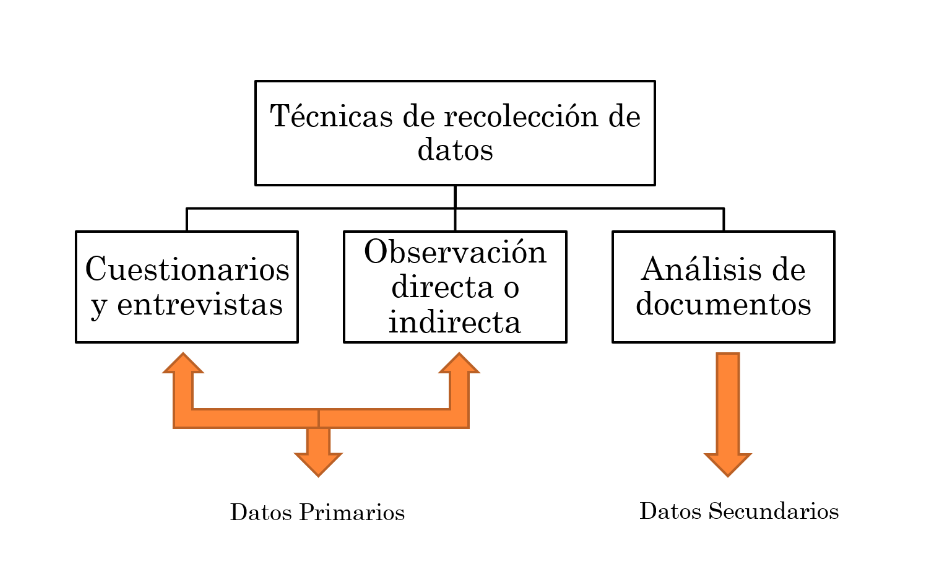 Técnicas de recolección de
datos
Cuestionarios
y entrevistas
Observación
directa o
indirecta
Análisis de
documentos
Datos Primarios
Datos Secundarios